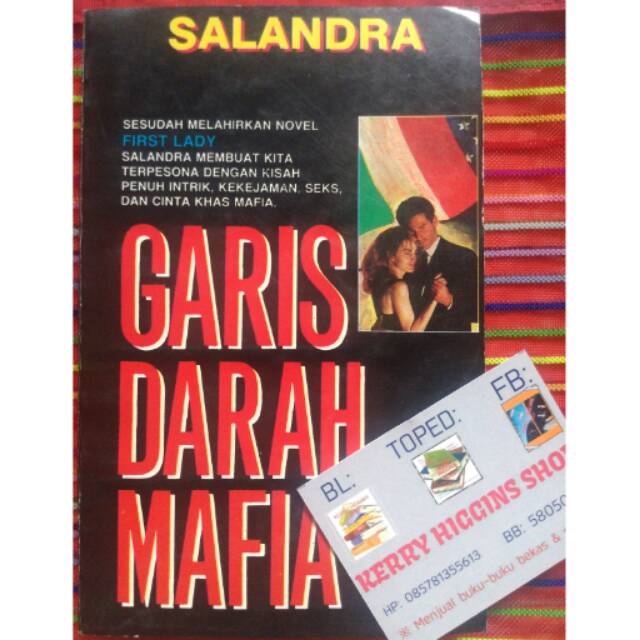 SALANDRA
SESUDAH MELAHIRKAN NOVEL
FIRST LADY
SALANDRA MEMBUAT KITA
TERPESONA DENGAN KISAH
PENUH INTRIK, KEKEJAMAN, SEKS,
DAN CINTA KHAS MAFIA.
GARIS
DARAH
MAFIA
BL: TOPED: FB:
KERRY HIGGINS SHOP
HP: 085781355613 BB: 58050
※ Menjual buku-buku bekas &